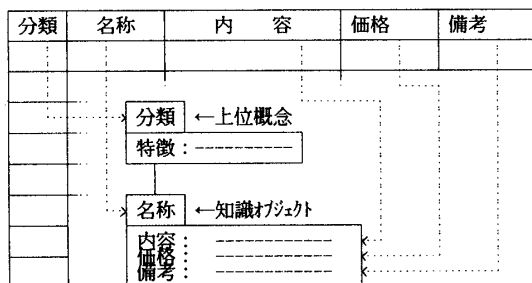 分類 名称 内 容 価格 備考
分類 ←上位概念
特徴：----------
名称 ←知識オブジェクト
内容：----------
価格：----------
備考：----------